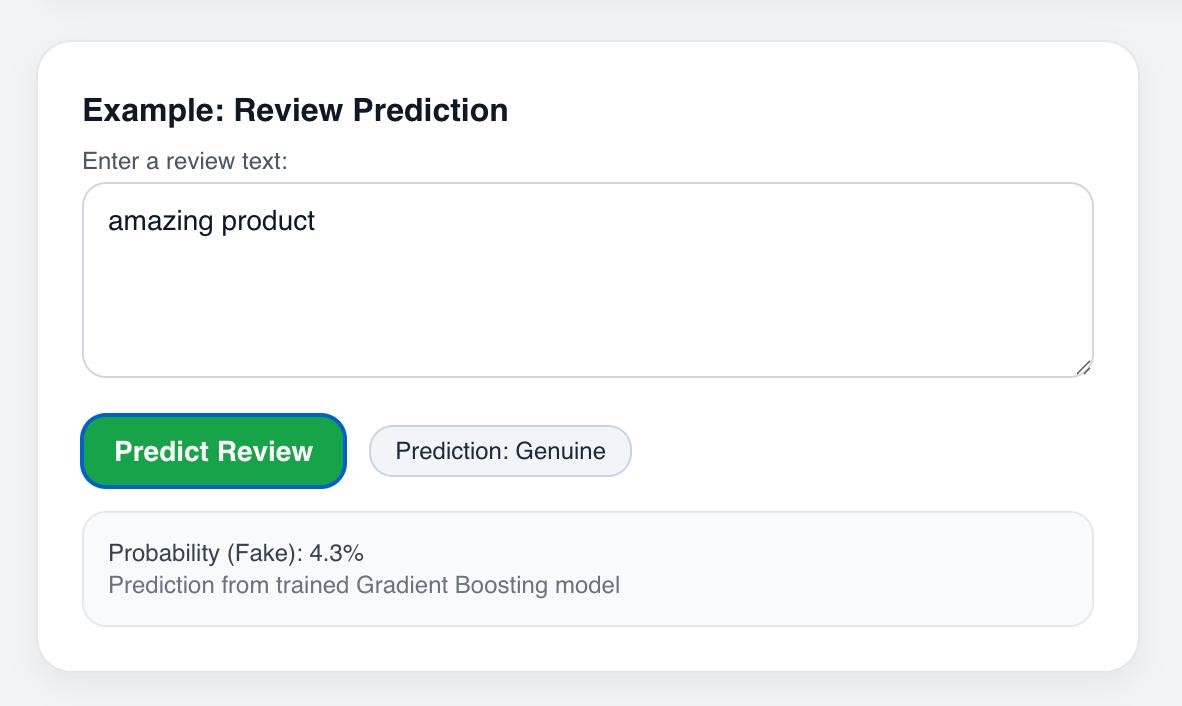 Example: Review Prediction
Enter a review text:
amazing product
Predict Review
Prediction: Genuine
Probability (Fake): 4.3%
Prediction from trained Gradient Boosting model